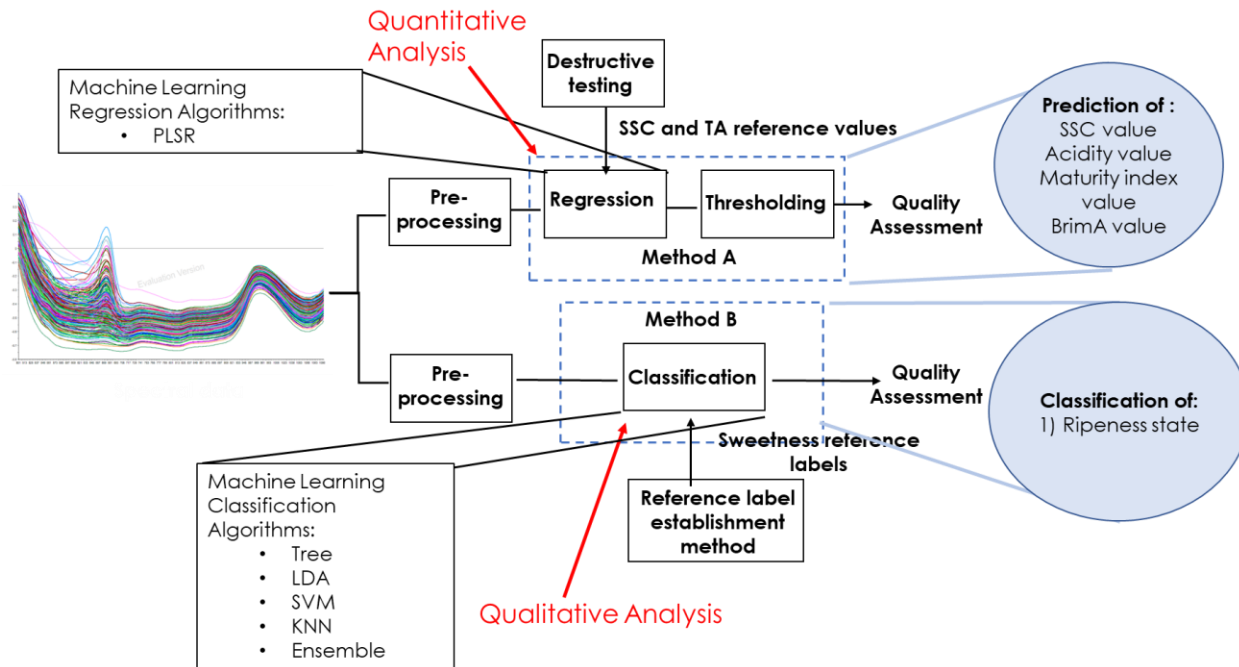 Quantitative
Analysis
Destructive
testing
Machine Learning
Regression Algorithms:
• PLSR
SSC and TA reference values
Prediction of :
SSC value
Acidity value
Maturity index
value
BrimA value
Pre-
processing
Regression
Thresholding
Quality
Assessment
Method A
Evaluation Version
Method B
Pre-
processing
Classification
Quality
Assessment
Classification of:
1) Ripeness state
Sweetness reference
labels
Machine Learning
Classification
Algorithms:
• Tree
• LDA
• SVM
• KNN
• Ensemble
Reference label
establishment
method
Qualitative Analysis